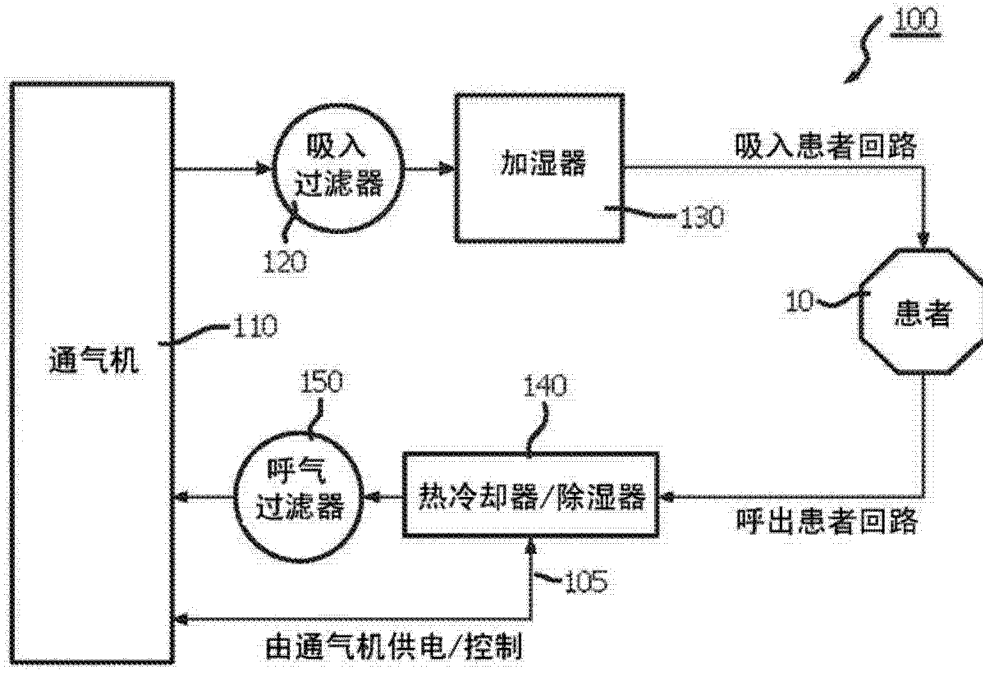 100
吸入
过滤器
120
加湿器
130
吸入患者回路
10
患者
110
通气机
150
呼气
过滤器
140
热冷却器/除湿器
呼出患者回路
105
由通气机供电/控制